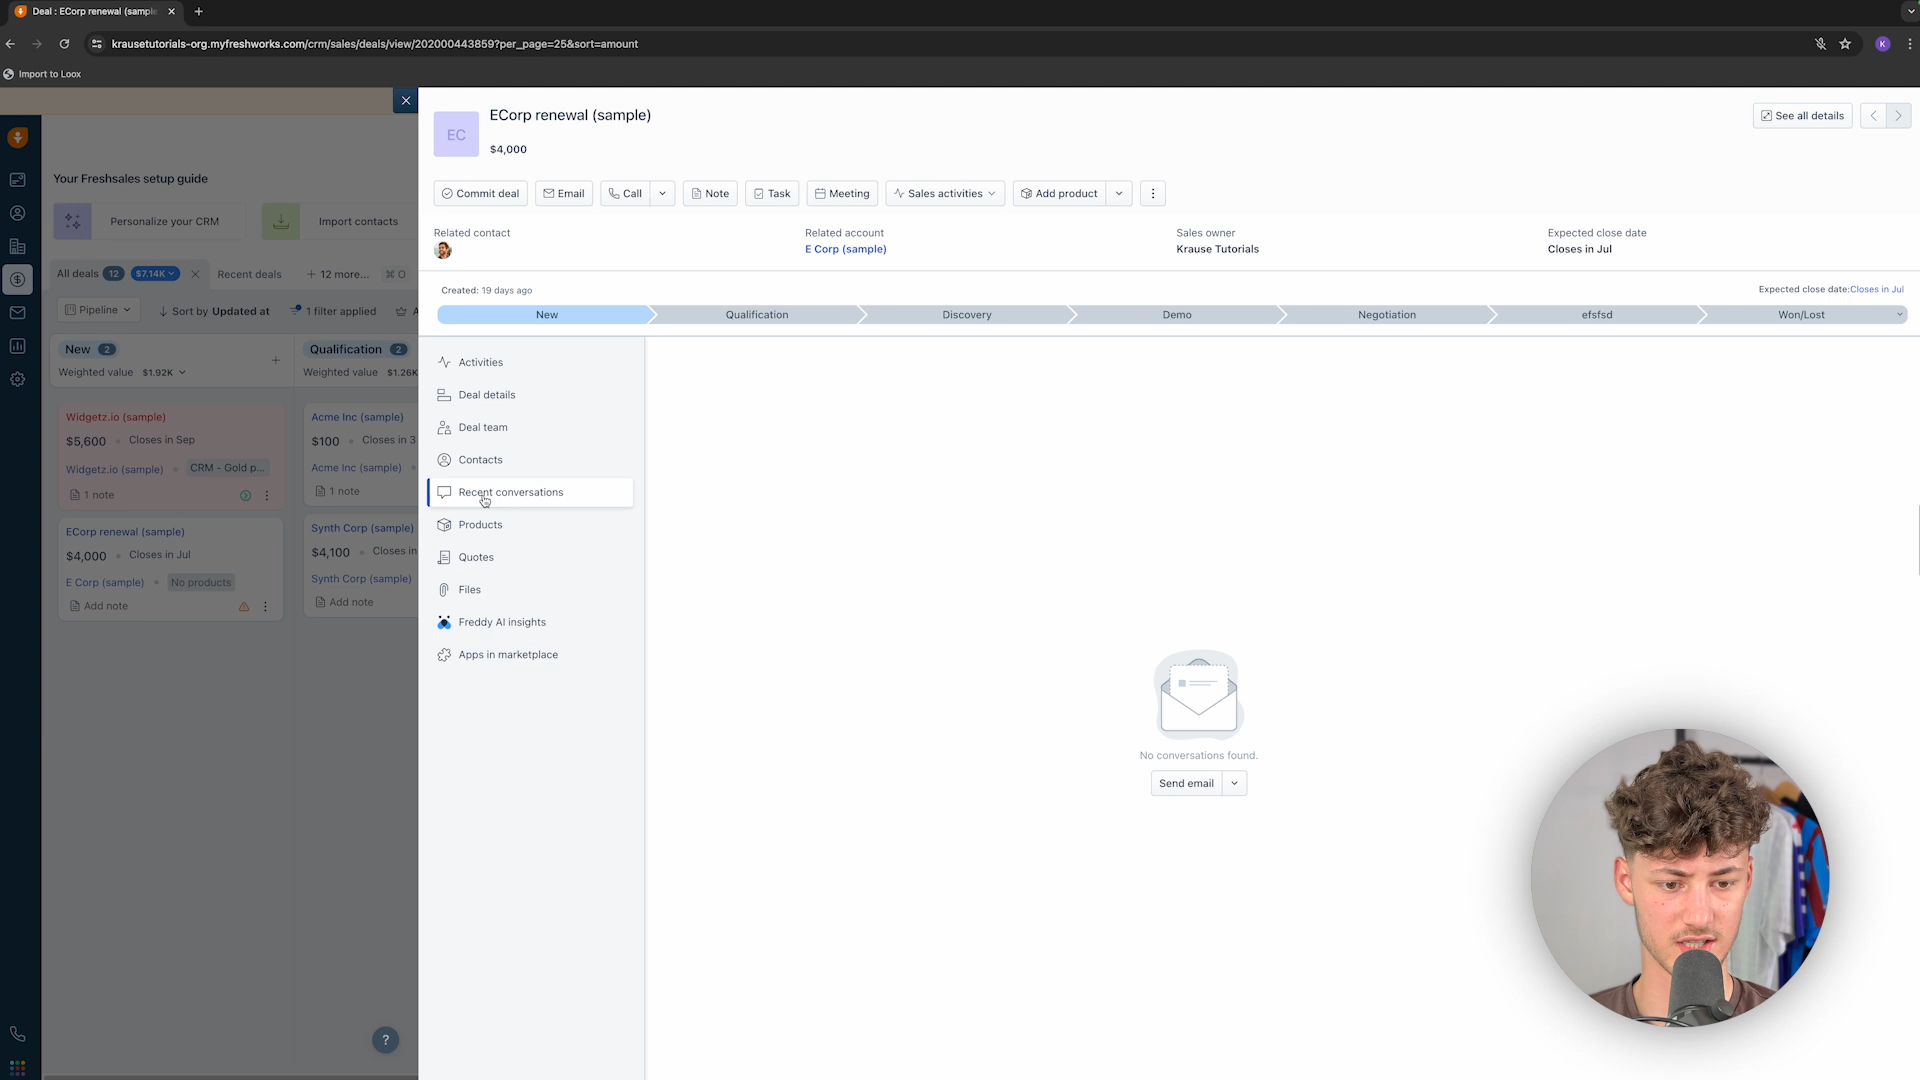 Deal : ECorp renewal (sample
krausetutorials-org.myfreshworks.com/crm/sales/deals/view/202000443859?per_page=25&sort=amount
K
Import to Loox
EC
ECorp renewal (sample)
$4,000
See all details
Commit deal
Email
Call
Note
Task
Meeting
Sales activities
Add product
Related contact
Related account
E Corp (sample)
Sales owner
Krause Tutorials
Expected close date
Closes in Jul
Created: 19 days ago
Expected close date:Closes in Jul
New
Qualification
Discovery
Demo
Negotiation
efsfsd
Won/Lost
Your Freshsales setup guide
Personalize your CRM
Import contacts
All deals 12 $7.14K
Recent deals
+ 12 more...
⌘ O
Pipeline
Sort by Updated at
1 filter applied
New 2
Weighted value $1.92K
Qualification 2
Weighted value $1.26K
Widgetz.io (sample)
$5,600 Closes in Sep
Widgetz.io (sample) CRM - Gold p...
1 note
ECorp renewal (sample)
$4,000 Closes in Jul
E Corp (sample) No products
Add note
Acme Inc (sample)
$100 Closes in 3
Acme Inc (sample)
1 note
Synth Corp (sample)
$4,100 Closes in
Synth Corp (sample)
Add note
?
Activities
Deal details
Deal team
Contacts
Recent conversations
Products
Quotes
Files
Freddy AI insights
Apps in marketplace
No conversations found.
Send email